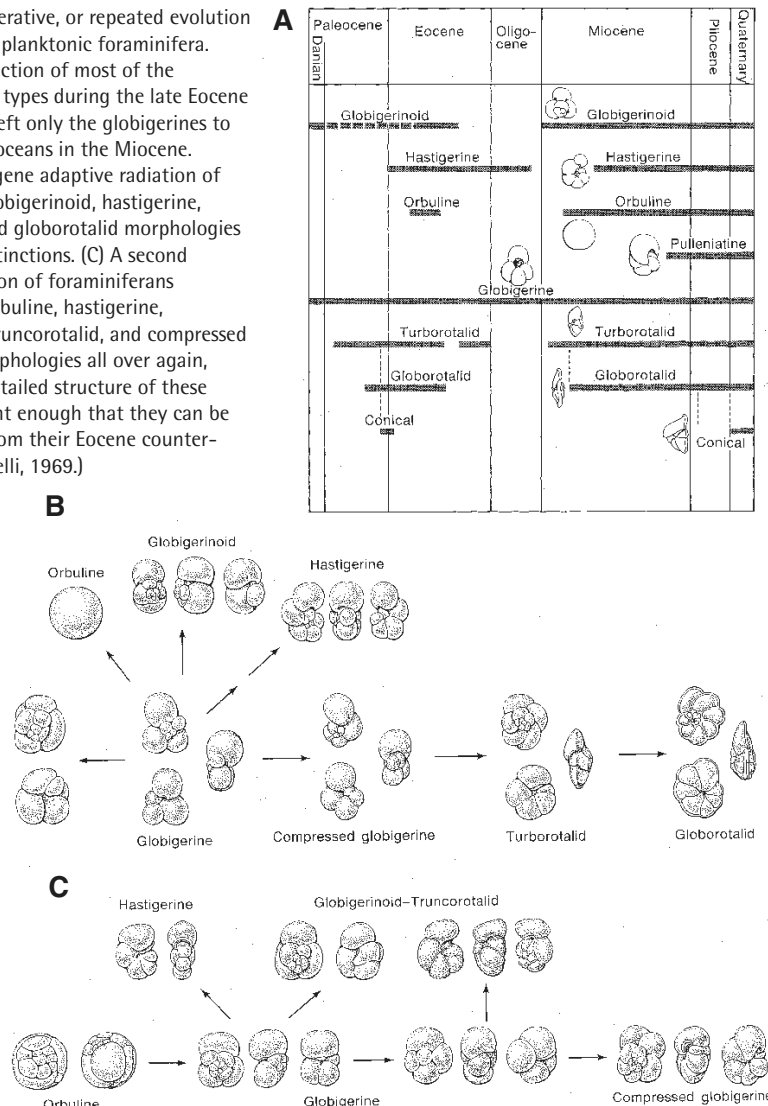 erative, or repeated evolution
planktonic foraminifera.
ction of most of the
types during the late Eocene
eft only the globigerines to
oceans in the Miocene.
gene adaptive radiation of
obigerinoid, hastigerine,
d globorotalid morphologies
tinctions. (C) A second
on of foraminiferans
rbuline, hastigerine,
runcorotalid, and compressed
rphologies all over again,
etailed structure of these
nt enough that they can be
rom their Eocene counter-
elli, 1969.)
A
Danian
Paleocene
Eocene
Oligo-
cene
Miocene
Pliocene
Quaternary
Globigerinoid
Globigerinoid
Hastigerine
Hastigerine
Orbuline
Orbuline
Pulleniatine
Globigerine
Turborotalid
Turborotalid
Globorotalid
Globorotalid
Conical
Conical
B
Orbuline
Globigerinoid
Hastigerine
Globigerine
Compressed globigerine
Turborotalid
Globorotalid
C
Hastigerine
Globigerinoid–Truncorotalid
Orbuline
Globigerine
Compressed globigerine